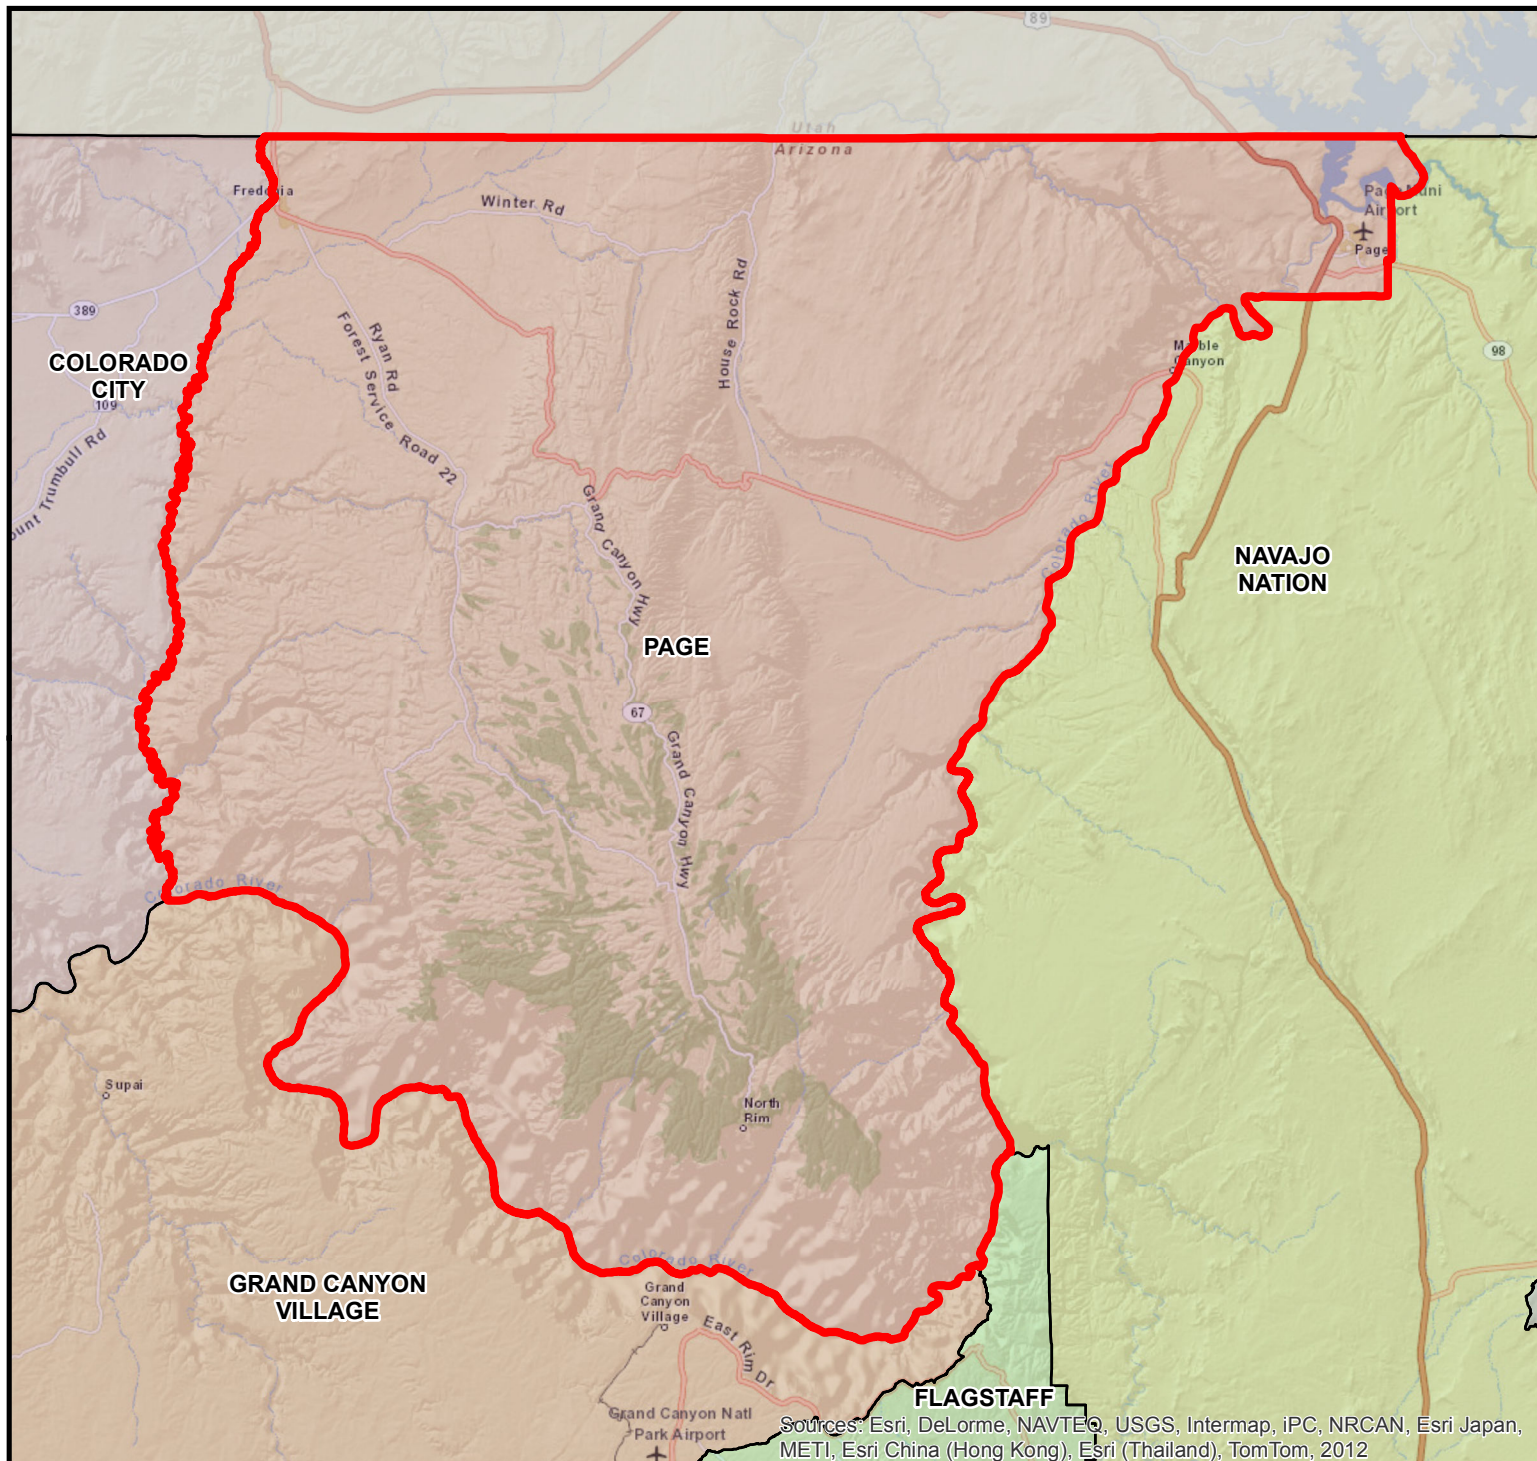 89
Utah
Arizona
Fredonia
Winter Rd
Page Muni
Airport
Page
House Rock Rd
389
Ryan Rd
Forest Service Road 22
Marble
Canyon
98
COLORADO
CITY
109
ount Trumbull Rd
Colorado River
Grand Canyon Hwy
NAVAJO
NATION
PAGE
67
Grand Canyon Hwy
Colorado River
Supai
North
Rim
Colorado River
GRAND CANYON
VILLAGE
Grand
Canyon
Village
East Rim Dr
FLAGSTAFF
Grand Canyon Natl
Park Airport
Sources: Esri, DeLorme, NAVTEQ, USGS, Intermap, iPC, NRCAN, Esri Japan,
METI, Esri China (Hong Kong), Esri (Thailand), TomTom, 2012